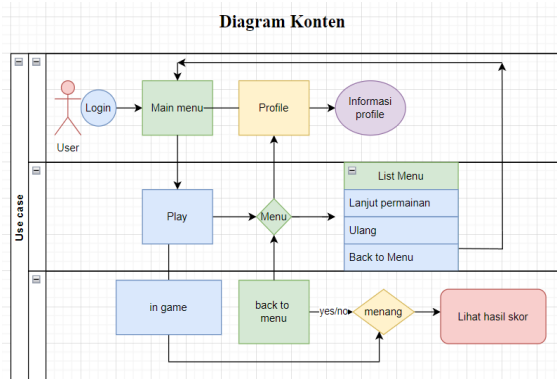 Diagram Konten
Use case
User
Login
Main menu
Profile
Informasi
profile
Play
Menu
List Menu
Lanjut permainan
Ulang
Back to Menu
in game
back to
menu
yes/no
menang
Lihat hasil skor